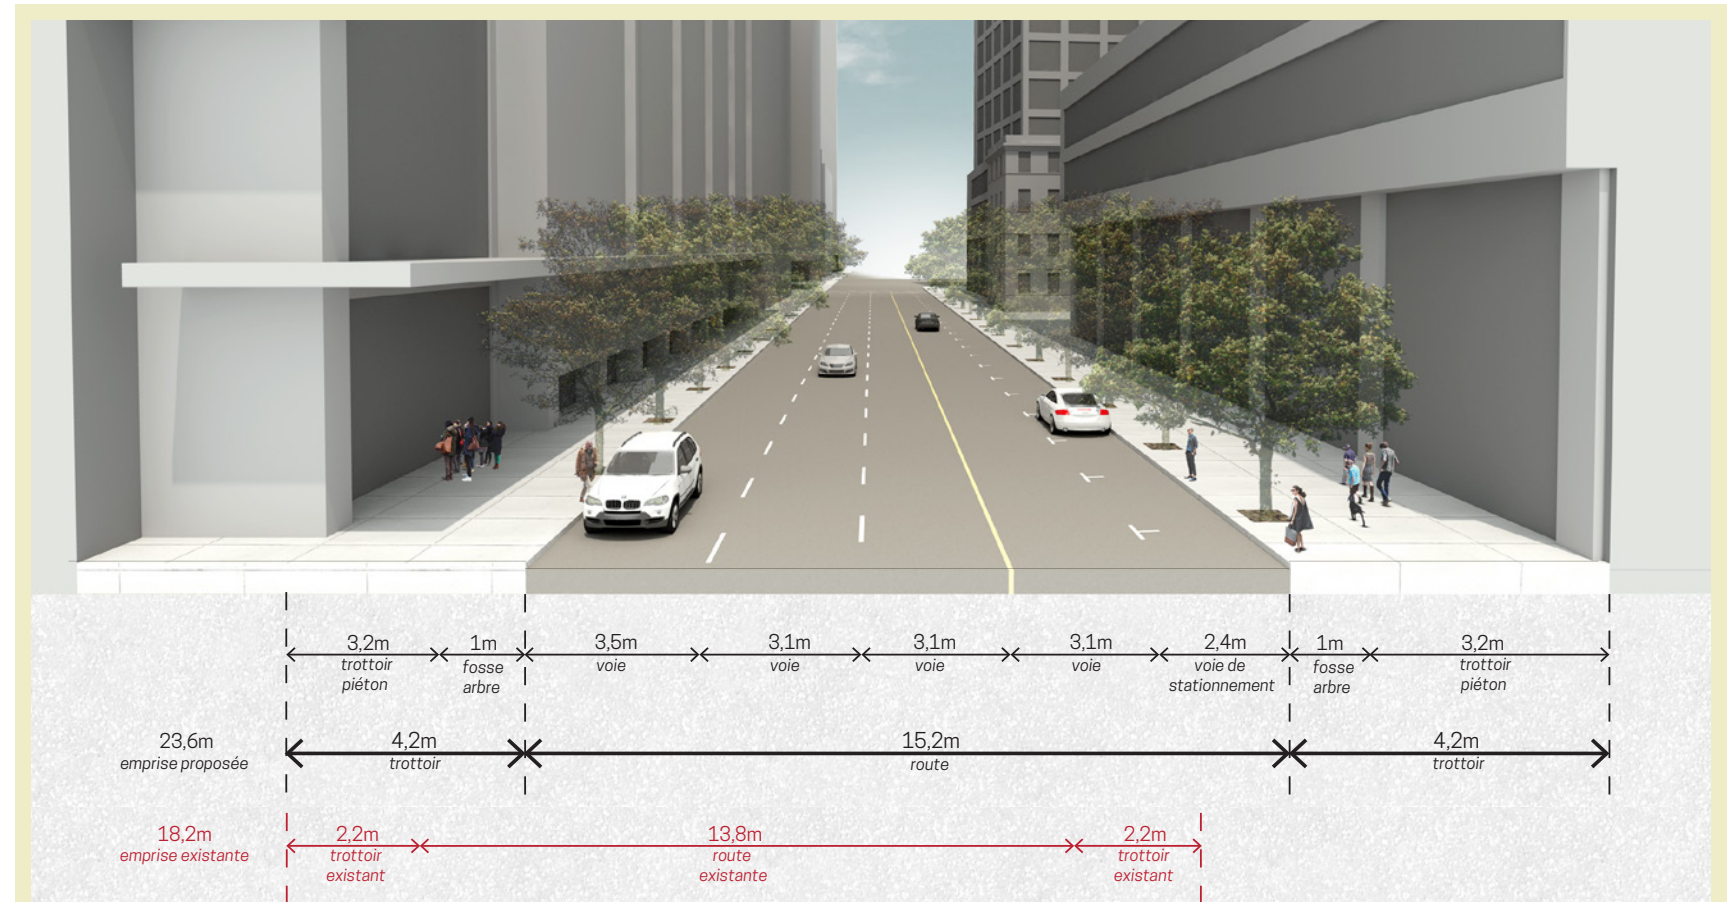 3,2m
trottoir
piéton
1m
fosse
arbre
3,5m
voie
3,1m
voie
3,1m
voie
3,1m
voie
2,4m
voie de
stationnement
1m
fosse
arbre
3,2m
trottoir
piéton
23,6m
emprise proposée
4,2m
trottoir
15,2m
route
4,2m
trottoir
18,2m
emprise existante
2,2m
trottoir
existant
13,8m
route
existante
2,2m
trottoir
existant